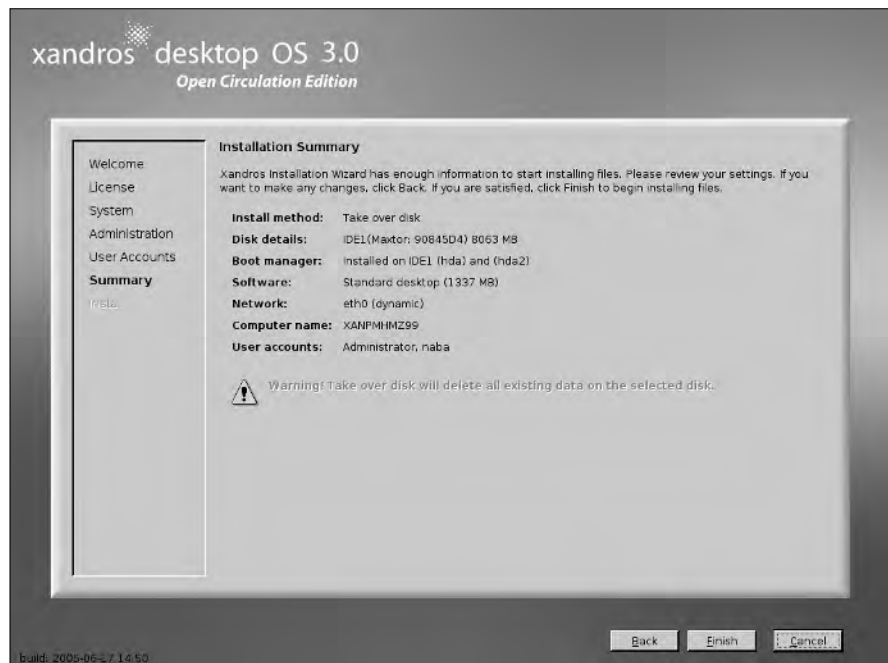 xandros desktop OS 3.0
Open Circulation Edition
Welcome
License
System
Administration
User Accounts
Summary
Installation Summary
Xandros Installation Wizard has enough information to start installing files. Please review your settings. If you
want to make any changes, click Back. If you are satisfied, click Finish to begin installing files.
Install method: Take over disk
Disk details: IDE1(Maxtor: 90845D4) 8063 MB
Boot manager: Installed on IDE1 (hda) and (hda2)
Software: Standard desktop (1337 MB)
Network: eth0 (dynamic)
Computer name: XANPMHMZ99
User accounts: Administrator, naba
Warning! Take over disk will delete all existing data on the selected disk.
Back Finish Cancel
build: 2005-06-17 14:50